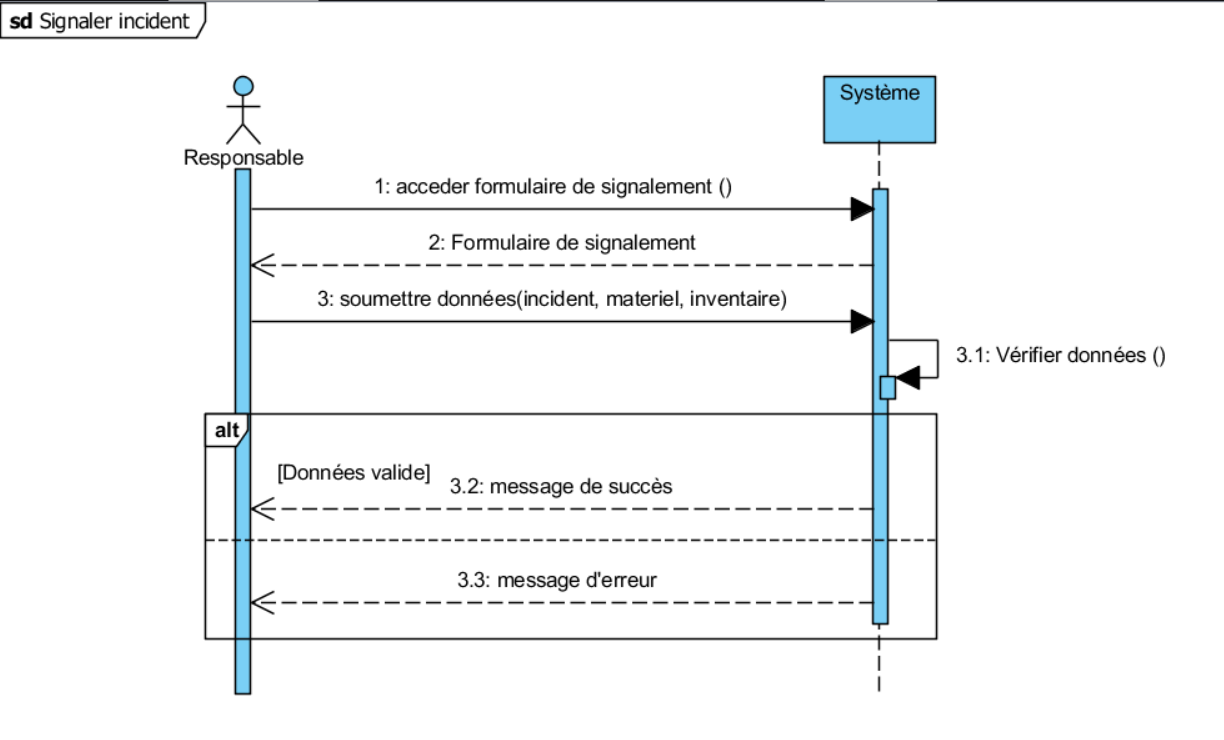 sd Signaler incident
Système
Responsable
1: acceder formulaire de signalement ()
2: Formulaire de signalement
3: soumettre données(incident, materiel, inventaire)
3.1: Vérifier données ()
alt
[Données valide]
3.2: message de succès
3.3: message d'erreur